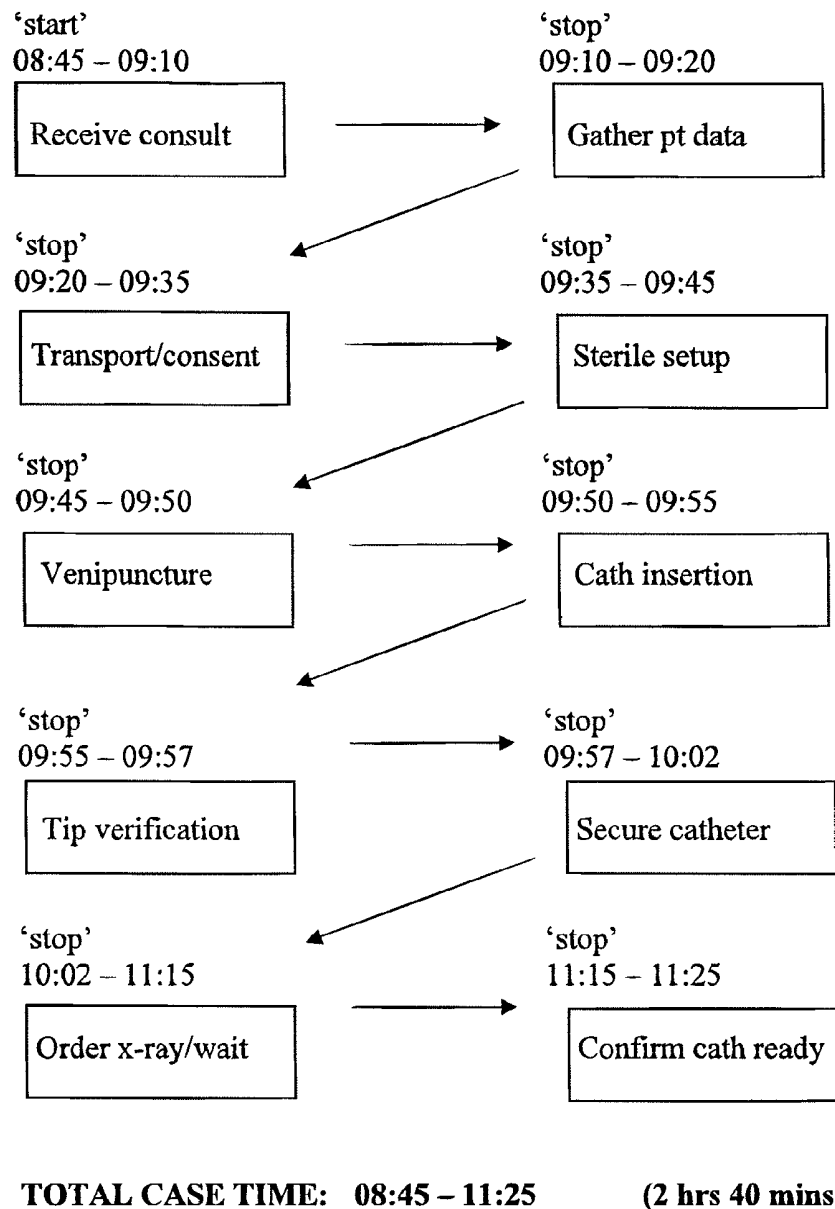 ‘start’
08:45 – 09:10
Receive consult
‘stop’
09:10 – 09:20
Gather pt data
‘stop’
09:20 – 09:35
Transport/consent
‘stop’
09:35 – 09:45
Sterile setup
‘stop’
09:45 – 09:50
Venipuncture
‘stop’
09:50 – 09:55
Cath insertion
‘stop’
09:55 – 09:57
Tip verification
‘stop’
09:57 – 10:02
Secure catheter
‘stop’
10:02 – 11:15
Order x-ray/wait
‘stop’
11:15 – 11:25
Confirm cath ready
TOTAL CASE TIME: 08:45 – 11:25 (2 hrs 40 mins